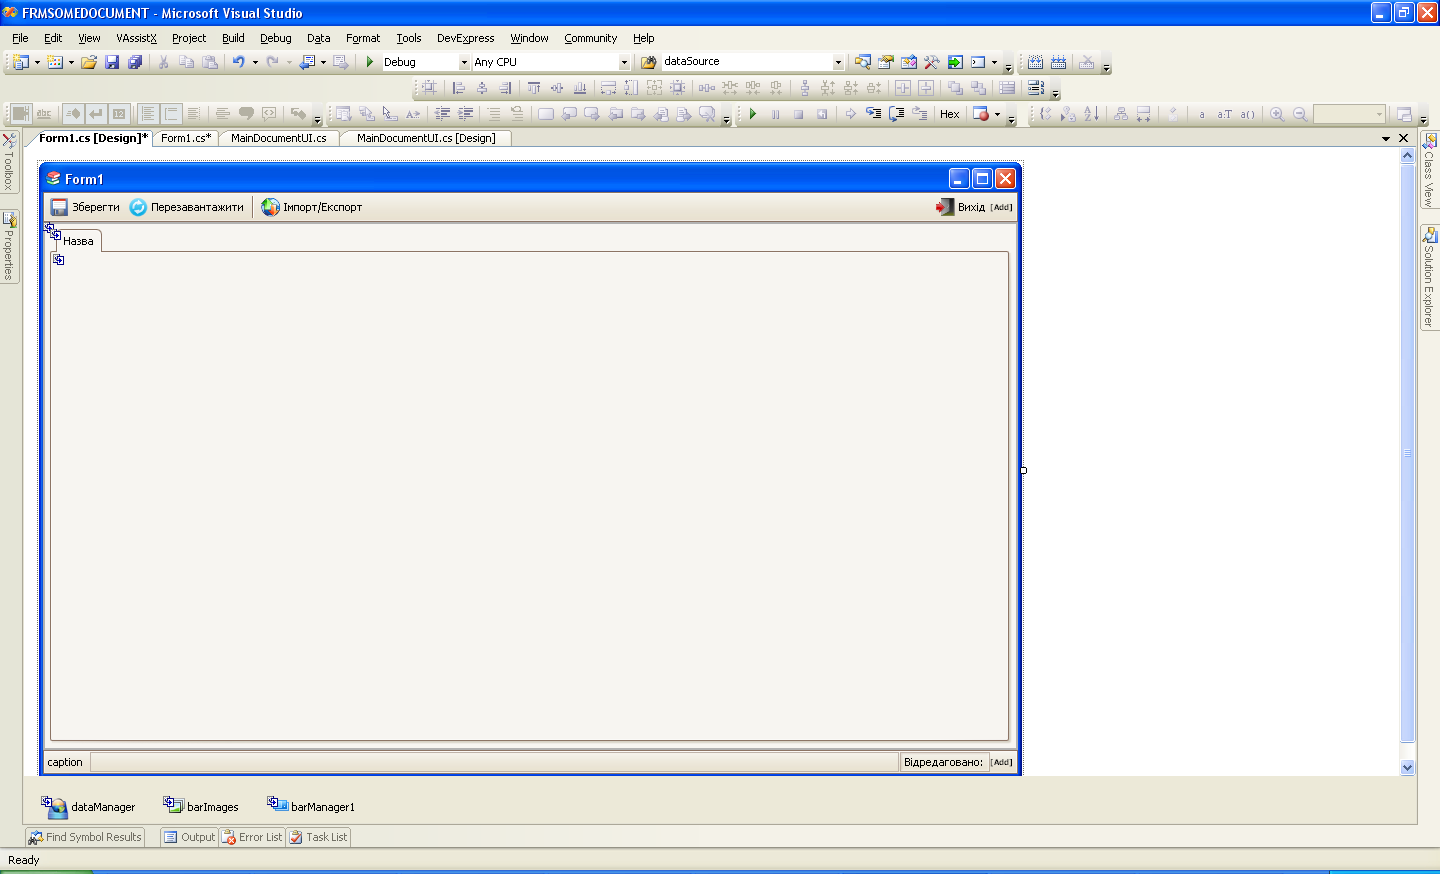 FRMSOMEDOCUMENT - Microsoft Visual Studio
File Edit View VAssistX Project Build Debug Data Format Tools DevExpress Window Community Help
Debug Any CPU dataSource
abc 12 A» Hex a a:T a()
Form1.cs [Design]* Form1.cs* MainDocumentUI.cs MainDocumentUI.cs [Design]
Toolbox
Properties
Class View
Solution Explorer
Form1
Зберегти Перезавантажити Імпорт/Експорт Вихід [Add]
Назва
caption Відредаговано: [Add]
dataManager barImages barManager1
Find Symbol Results Output Error List Task List
Ready